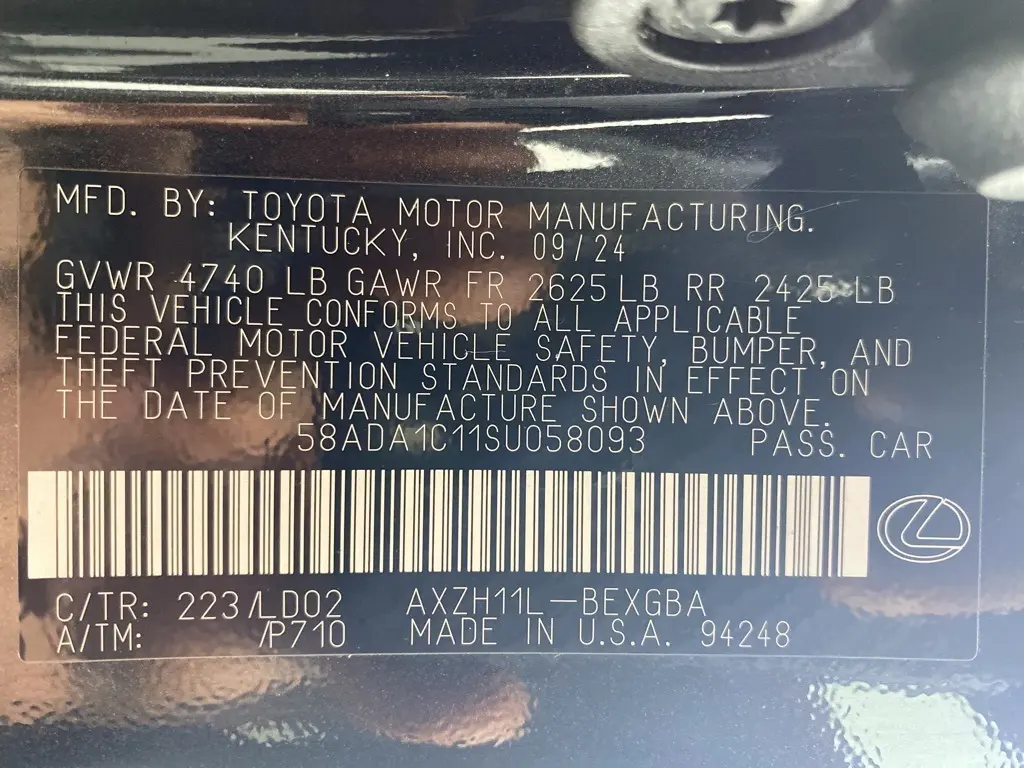 MFD. BY: TOYOTA MOTOR MANUFACTURING.
KENTUCKY, INC. 09/24
GVWR 4740 LB GAWR FR 2625 LB RR 2425 LB
THIS VEHICLE CONFORMS TO ALL APPLICABLE
FEDERAL MOTOR VEHICLE SAFETY, BUMPER, AND
THEFT PREVENTION STANDARDS IN EFFECT ON
THE DATE OF MANUFACTURE SHOWN ABOVE.
58ADA1C11SU058093 PASS. CAR
C/TR: 223/LD02 AXZH11L-BEXGBA
A/TM: /P710 MADE IN U.S.A. 94248